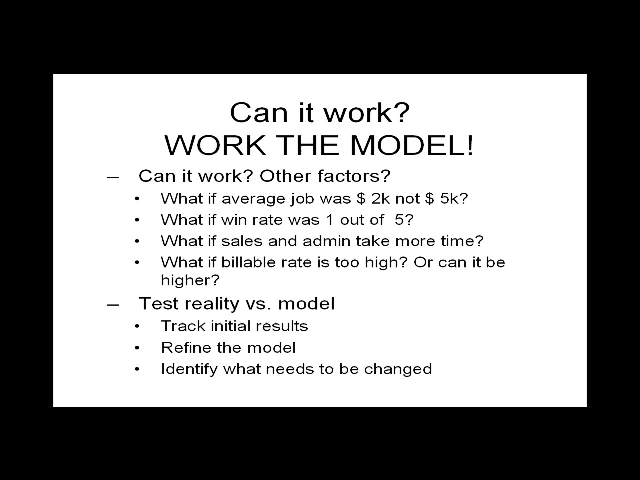 Can it work?
WORK THE MODEL!
– Can it work? Other factors?
• What if average job was $ 2k not $ 5k?
• What if win rate was 1 out of 5?
• What if sales and admin take more time?
• What if billable rate is too high? Or can it be
higher?
– Test reality vs. model
• Track initial results
• Refine the model
• Identify what needs to be changed